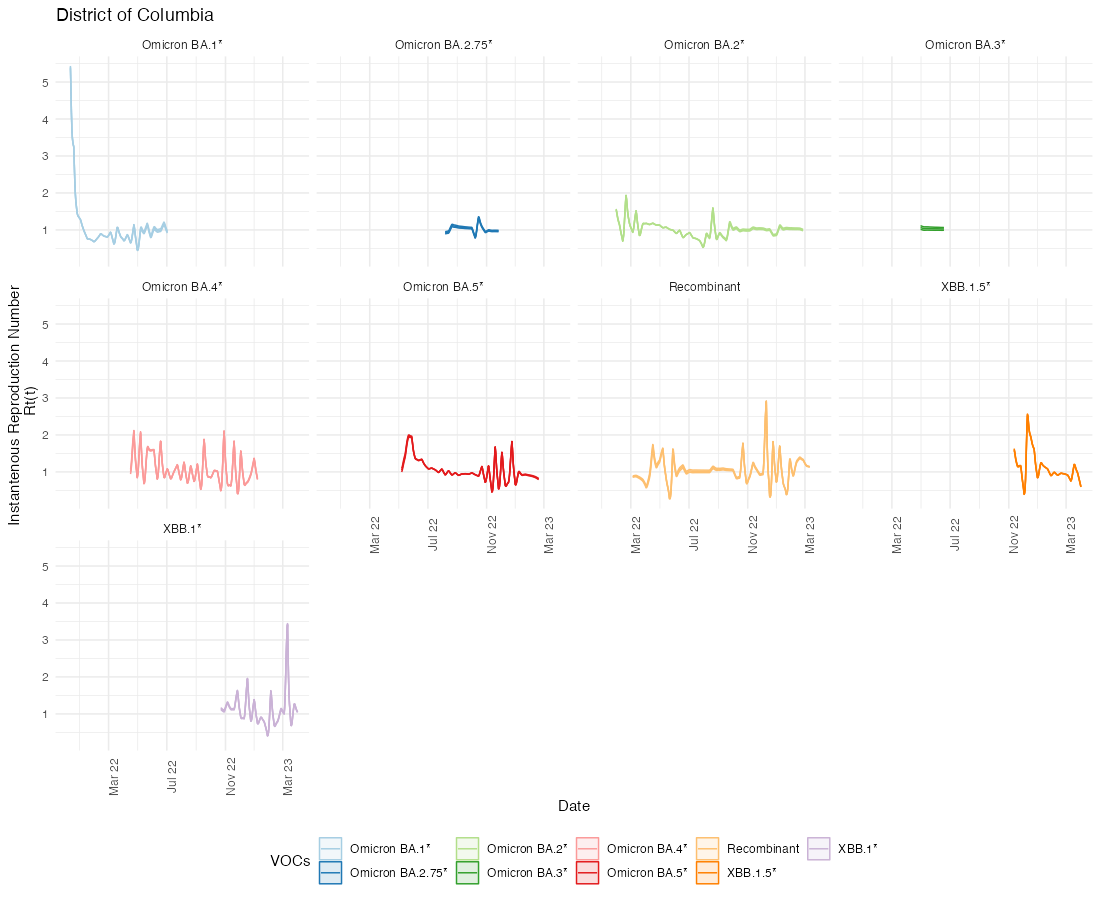 District of Columbia
Omicron BA.1*
Omicron BA.2.75*
Omicron BA.2*
Omicron BA.3*
5
4
3
2
1
Omicron BA.4*
Omicron BA.5*
Recombinant
XBB.1.5*
5
4
3
2
1
Mar 22
Jul 22
Nov 22
Mar 23
Mar 22
Jul 22
Nov 22
Mar 23
Mar 22
Jul 22
Nov 22
Mar 23
XBB.1*
5
4
3
2
1
Mar 22
Jul 22
Nov 22
Mar 23
Instantenous Reproduction Number
Rt(t)
Date
VOCs
Omicron BA.1*
Omicron BA.2*
Omicron BA.4*
Recombinant
XBB.1*
Omicron BA.2.75*
Omicron BA.3*
Omicron BA.5*
XBB.1.5*